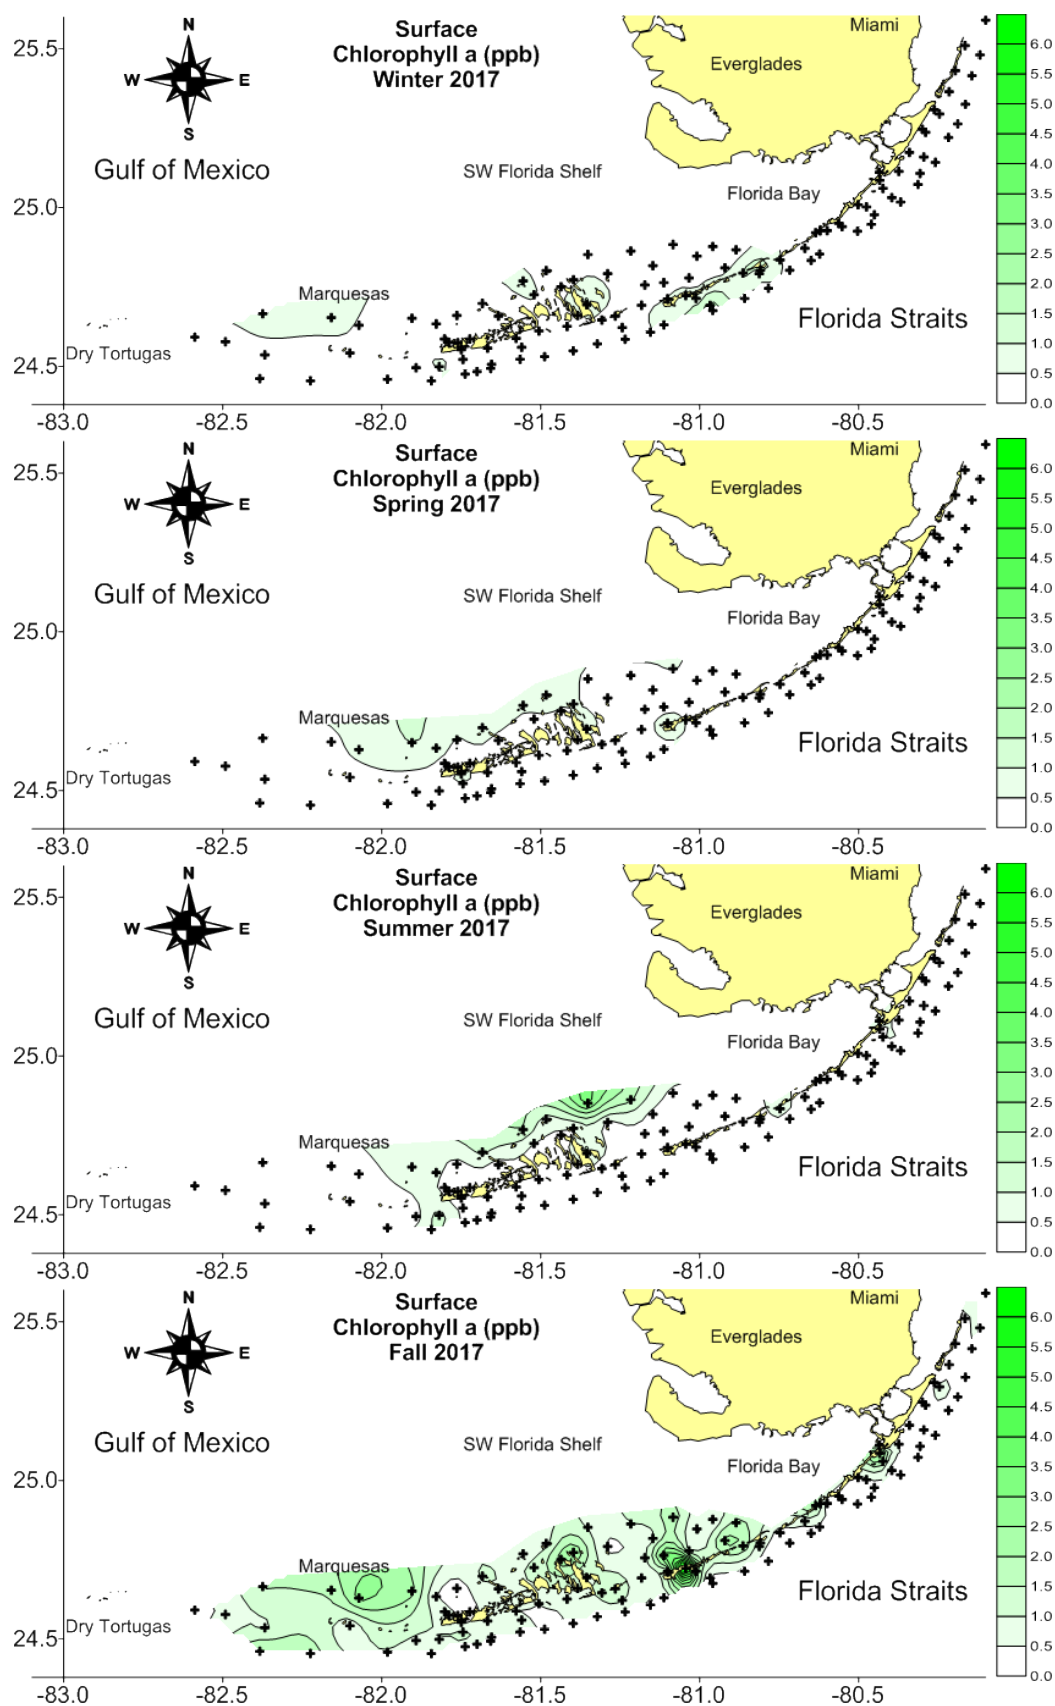 Surface
Chlorophyll a (ppb)
Winter 2017
N
W E
S
Miami
Everglades
Gulf of Mexico
SW Florida Shelf
Florida Bay
Marquesas
Florida Straits
Dry Tortugas
25.5
25.0
24.5
-83.0 -82.5 -82.0 -81.5 -81.0 -80.5
6.0
5.5
5.0
4.5
4.0
3.5
3.0
2.5
2.0
1.5
1.0
0.5
0.0
Surface
Chlorophyll a (ppb)
Spring 2017
N
W E
S
Miami
Everglades
Gulf of Mexico
SW Florida Shelf
Florida Bay
Marquesas
Florida Straits
Dry Tortugas
25.5
25.0
24.5
-83.0 -82.5 -82.0 -81.5 -81.0 -80.5
6.0
5.5
5.0
4.5
4.0
3.5
3.0
2.5
2.0
1.5
1.0
0.5
0.0
Surface
Chlorophyll a (ppb)
Summer 2017
N
W E
S
Miami
Everglades
Gulf of Mexico
SW Florida Shelf
Florida Bay
Marquesas
Florida Straits
Dry Tortugas
25.5
25.0
24.5
-83.0 -82.5 -82.0 -81.5 -81.0 -80.5
6.0
5.5
5.0
4.5
4.0
3.5
3.0
2.5
2.0
1.5
1.0
0.5
0.0
Surface
Chlorophyll a (ppb)
Fall 2017
N
W E
S
Miami
Everglades
Gulf of Mexico
SW Florida Shelf
Florida Bay
Marquesas
Florida Straits
Dry Tortugas
25.5
25.0
24.5
-83.0 -82.5 -82.0 -81.5 -81.0 -80.5
6.0
5.5
5.0
4.5
4.0
3.5
3.0
2.5
2.0
1.5
1.0
0.5
0.0